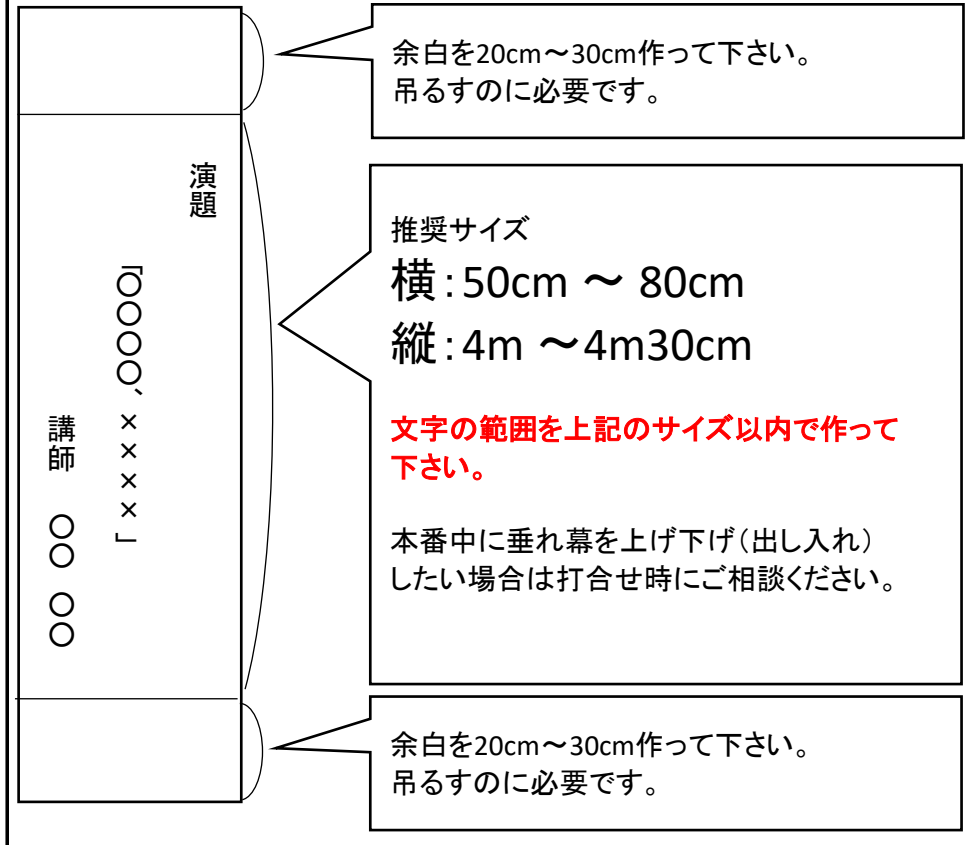 余白を20cm～30cm作って下さい。
吊るすのに必要です。
演題
「〇〇〇〇、××××」
講師　〇〇　〇〇
推奨サイズ
横：50cm ～ 80cm
縦：4m ～4m30cm
文字の範囲を上記のサイズ以内で作って
下さい。
本番中に垂れ幕を上げ下げ（出し入れ）
したい場合は打合せ時にご相談ください。
余白を20cm～30cm作って下さい。
吊るすのに必要です。